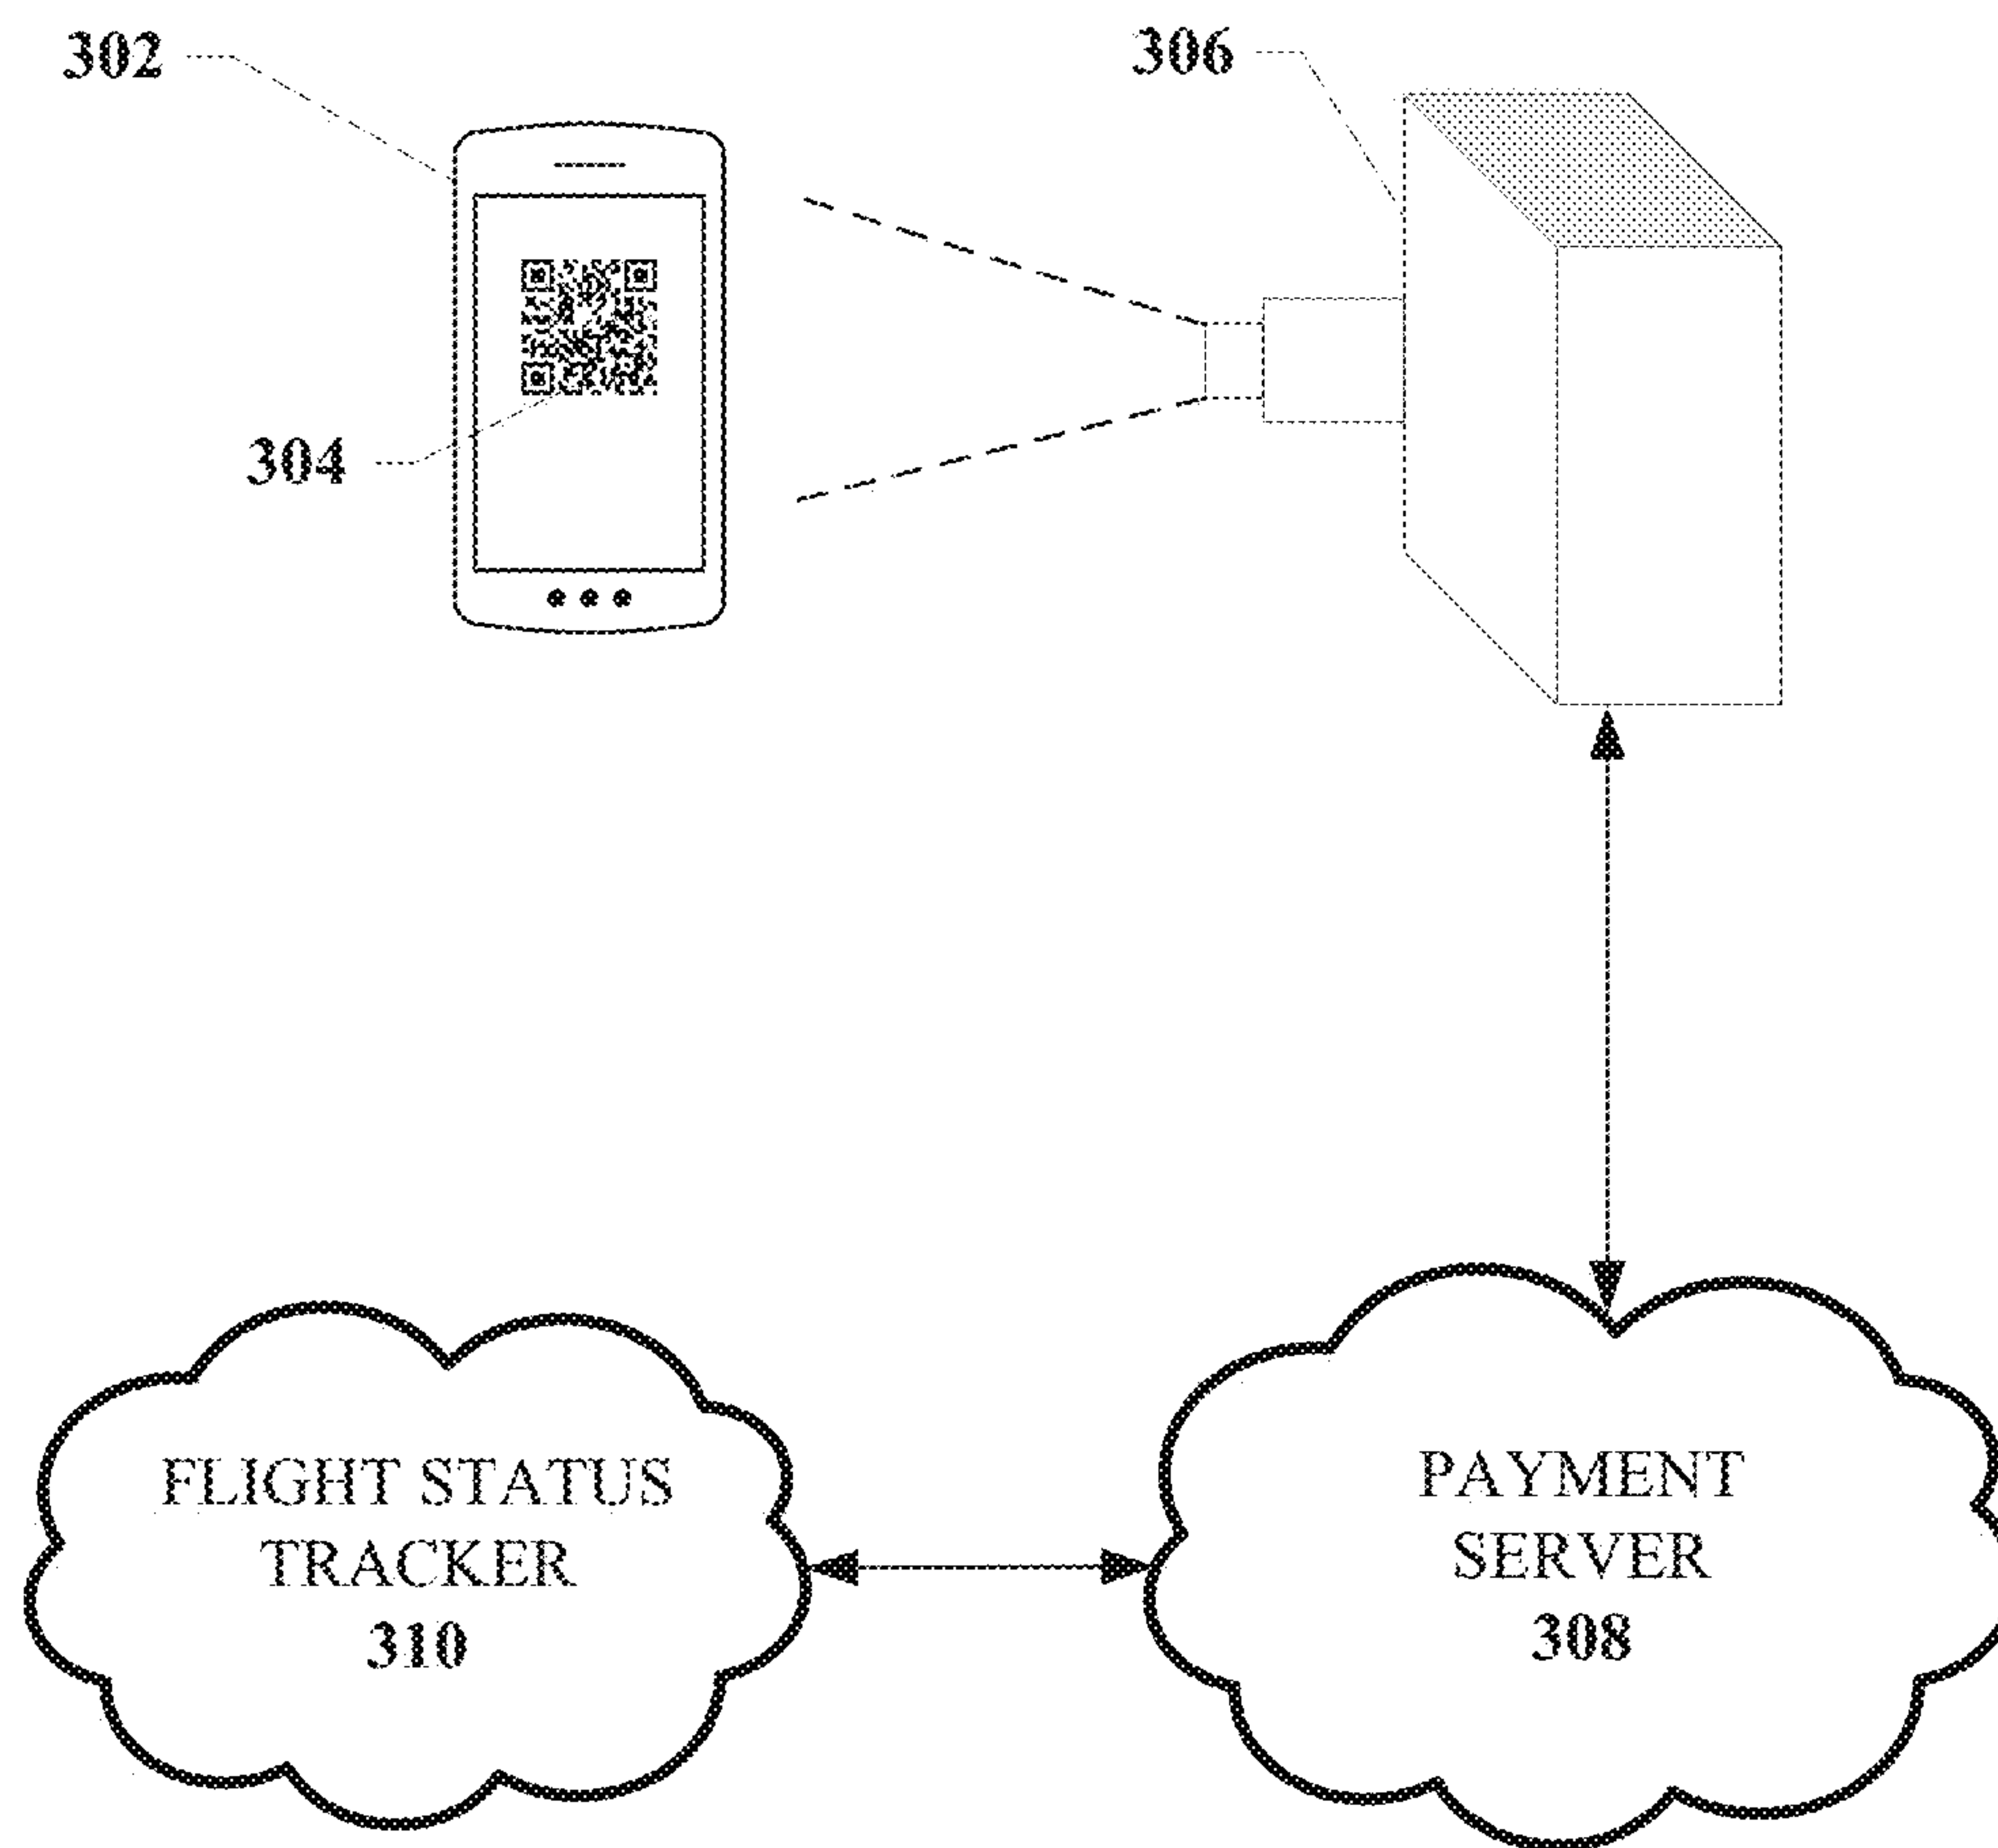 302
306
304
FLIGHT STATUS
TRACKER
310
PAYMENT
SERVER
308